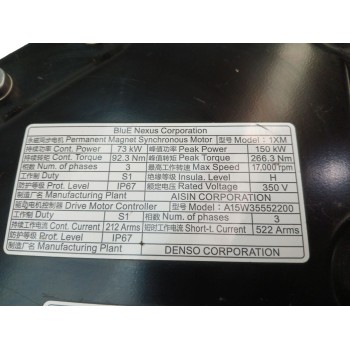 BluE Nexus Corporation
永磁同步电机 Permanent Magnet Synchronous Motor 型号 Model : 1XM
持续功率 Cont. Power 73 kW 峰值功率 Peak Power 150 kW
持续转矩 Cont. Torque 92.3 Nm 峰值转矩 Peak Torque 266.3 Nm
相数 Num. of phases 3 最高工作转速 Max Speed 17,000 rpm
工作制 Duty S1 绝缘等级 Insula. Level H
防护等级 Prot. Level IP67 额定电压 Rated Voltage 350 V
制造厂名 Manufacturing Plant AISIN CORPORATION
驱动电机控制器 Drive Motor Controller 型号 Model : A15W35552200
工作制 Duty S1 相数 Num. of phases 3
持续工作电流 Cont. Current 212 Arms 短时工作电流 Short-t. Current 522 Arms
防护等级 Prot. Level IP67
制造厂名 Manufacturing Plant DENSO CORPORATION